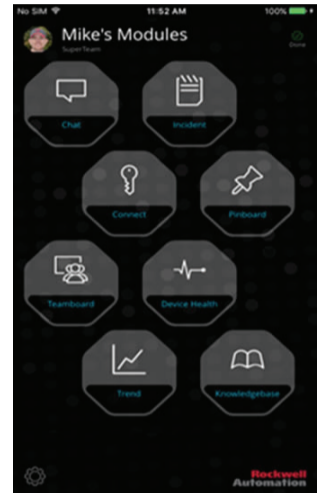 No SIM 11:52 AM 100%
Mike's Modules
SuperTeam
Done
Chat
Incident
Connect
Pinboard
Teamboard
Device Health
Trend
Knowledgebase
Rockwell
Automation